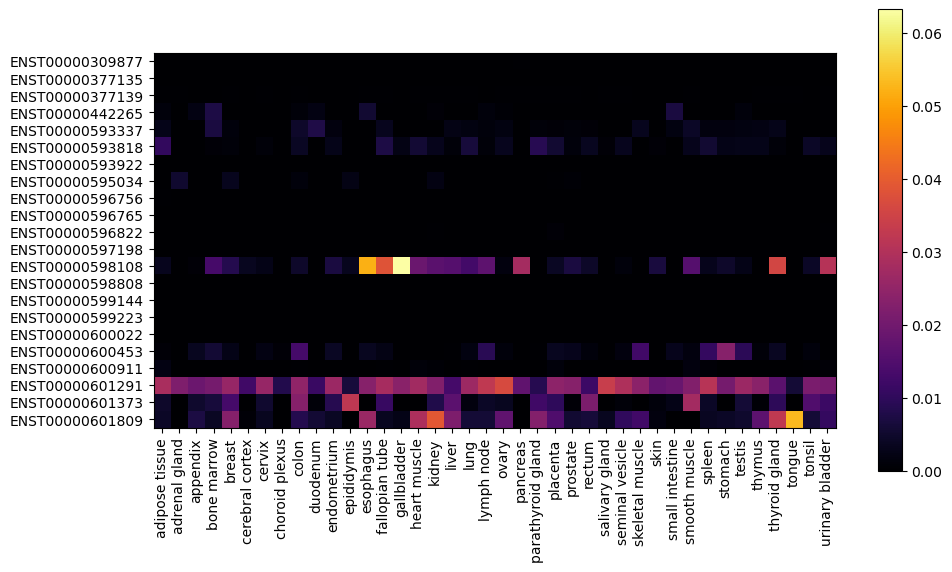 ENST00000309877
ENST00000377135
ENST00000377139
ENST00000442265
ENST00000593337
ENST00000593818
ENST00000593922
ENST00000595034
ENST00000596756
ENST00000596765
ENST00000596822
ENST00000597198
ENST00000598108
ENST00000598808
ENST00000599144
ENST00000599223
ENST00000600022
ENST00000600453
ENST00000600911
ENST00000601291
ENST00000601373
ENST00000601809
adipose tissue
adrenal gland
appendix
bone marrow
breast
cerebral cortex
cervix
choroid plexus
colon
duodenum
endometrium
epididymis
esophagus
fallopian tube
gallbladder
heart muscle
kidney
liver
lung
lymph node
ovary
pancreas
parathyroid gland
placenta
prostate
rectum
salivary gland
seminal vesicle
skeletal muscle
skin
small intestine
smooth muscle
spleen
stomach
testis
thymus
thyroid gland
tongue
tonsil
urinary bladder
0.06
0.05
0.04
0.03
0.02
0.01
0.00